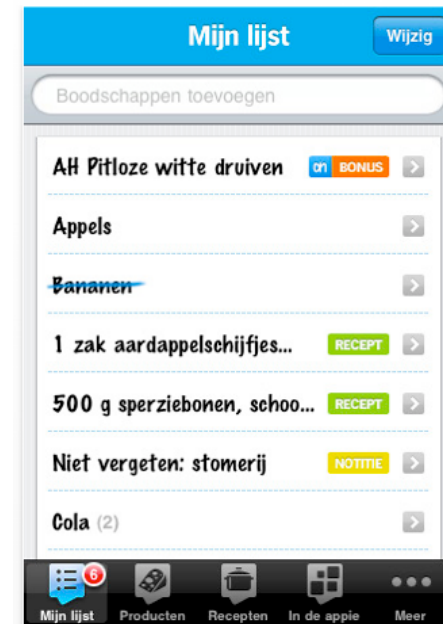 Mijn lijst
Wijzig
Boodschappen toevoegen
AH Pitloze witte druiven ah BONUS
Appels
Bananen
1 zak aardappelschijfjes... RECEPT
500 g sperziebonen, schoo... RECEPT
Niet vergeten: stomerij NOTITIE
Cola (2)
6
Mijn lijst Producten Recepten In de appie Meer